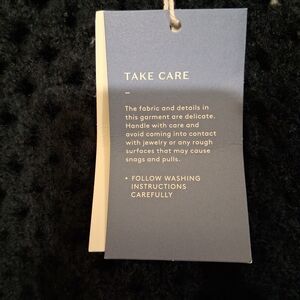 TAKE CARE
–
The fabric and details in
this garment are delicate.
Handle with care and
avoid coming into contact
with jewelry or any rough
surfaces that may cause
snags and pulls.
• FOLLOW WASHING
INSTRUCTIONS
CAREFULLY